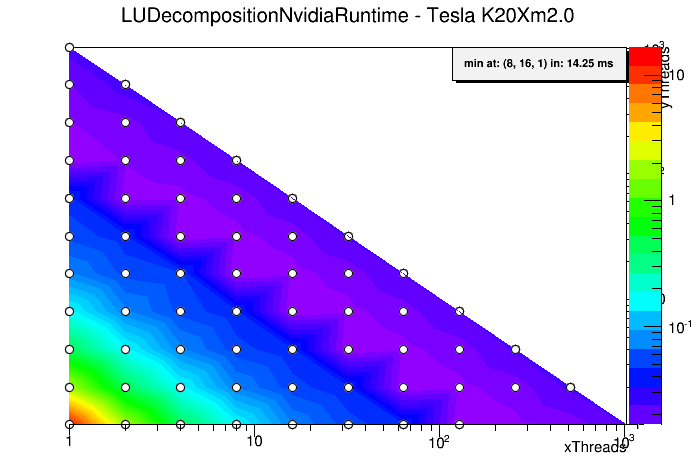 LUDecompositionNvidiaRuntime - Tesla K20Xm2.0
min at: (8, 16, 1) in: 14.25 ms
yThreads
10
1
10-1
1
10
10²
10³
xThreads